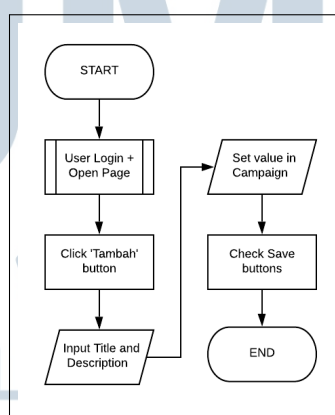 START
User Login +
Open Page
Click 'Tambah'
button
Input Title and
Description
Set value in
Campaign
Check Save
buttons
END